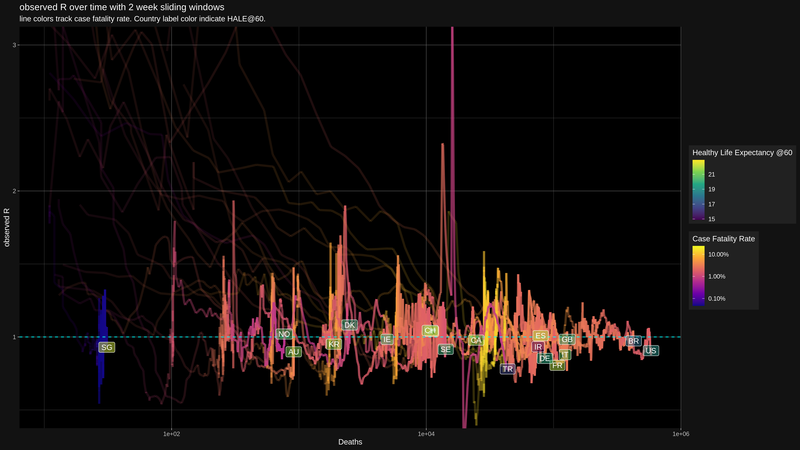 observed R over time with 2 week sliding windows
line colors track case fatality rate. Country label color indicate HALE@60.
3
2
1
observed R
SG
NO
AU
KR
DK
IE
CH
SE
CA
TR
ES
IR
DE
FR
IT
GB
BR
US
1e+02
1e+04
1e+06
Deaths
Healthy Life Expectancy @60
21
19
17
15
Case Fatality Rate
10.00%
1.00%
0.10%